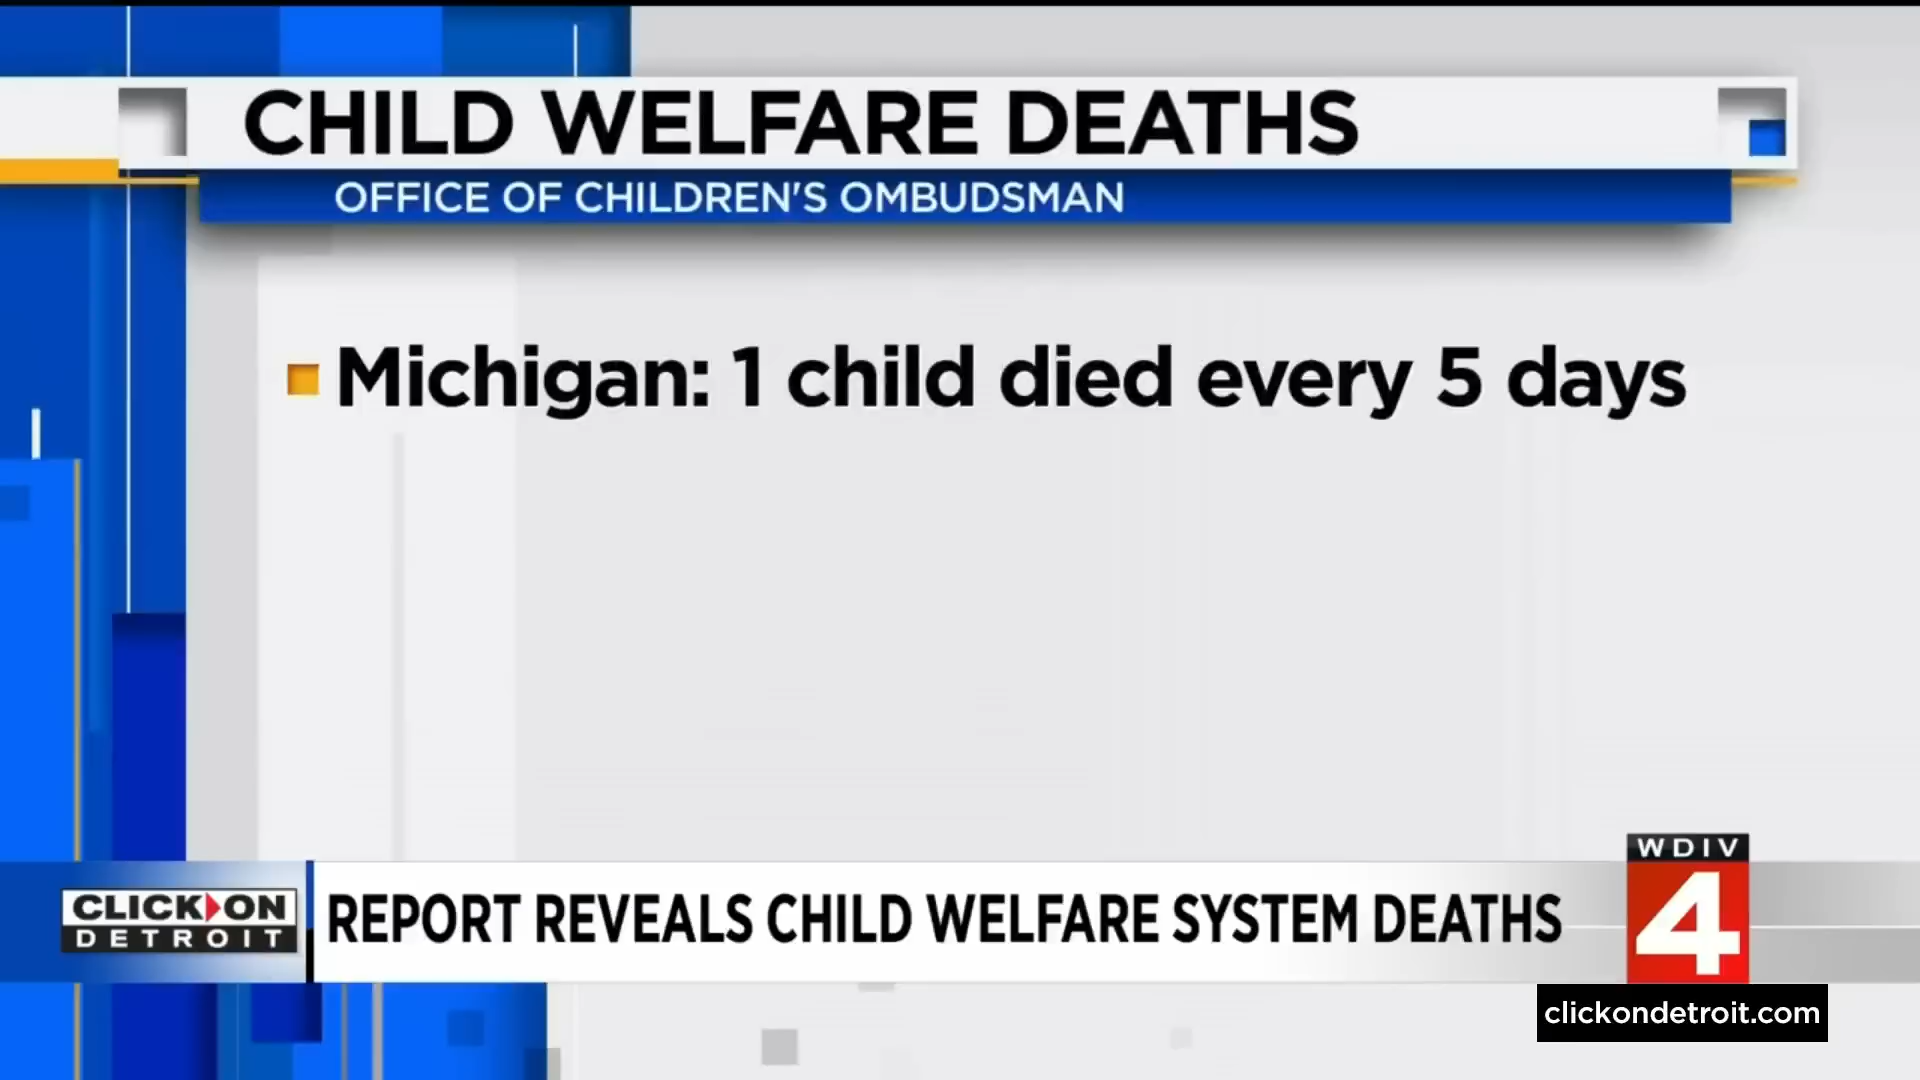 CHILD WELFARE DEATHS
OFFICE OF CHILDREN'S OMBUDSMAN
Michigan: 1 child died every 5 days
WDIV
4
CLICK ON
DETROIT
REPORT REVEALS CHILD WELFARE SYSTEM DEATHS
clickondetroit.com